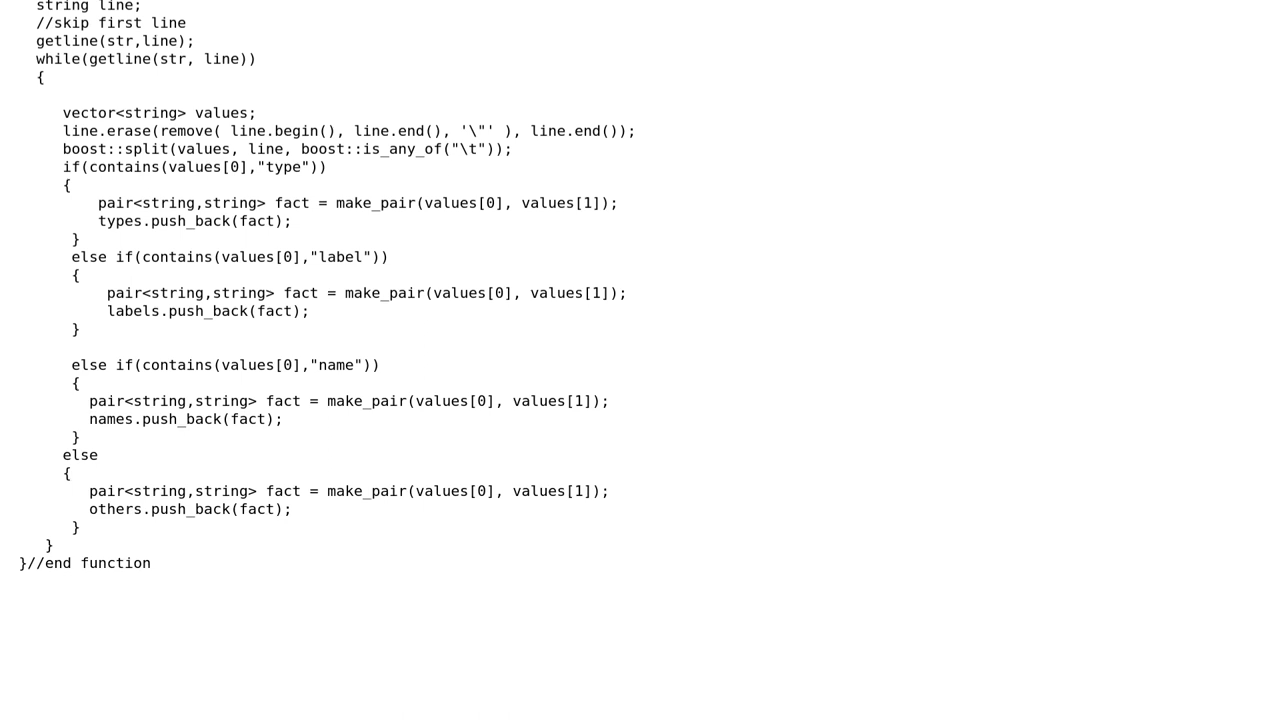 string line;
//skip first line
getline(str,line);
while(getline(str, line))
{
vector<string> values;
line.erase(remove( line.begin(), line.end(), '\"' ), line.end());
boost::split(values, line, boost::is_any_of("\t"));
if(contains(values[0],"type"))
{
pair<string,string> fact = make_pair(values[0], values[1]);
types.push_back(fact);
}
else if(contains(values[0],"label"))
{
pair<string,string> fact = make_pair(values[0], values[1]);
labels.push_back(fact);
}
else if(contains(values[0],"name"))
{
pair<string,string> fact = make_pair(values[0], values[1]);
names.push_back(fact);
}
else
{
pair<string,string> fact = make_pair(values[0], values[1]);
others.push_back(fact);
}
}
}//end function